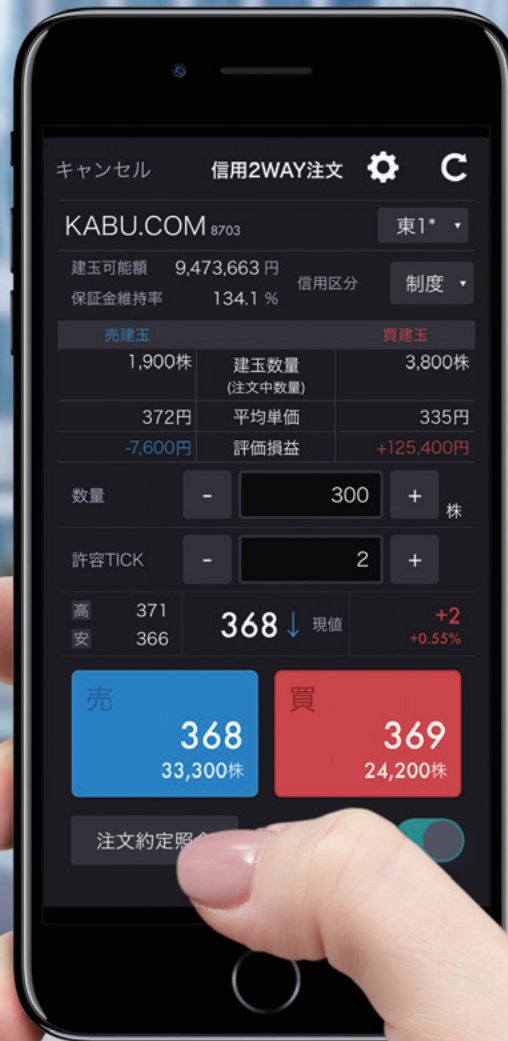 キャンセル 信用2WAY注文
KABU.COM 8703 東1*
建玉可能額 9,473,663 円
信用区分 制度
保証金維持率 134.1 %
売建玉 買建玉
1,900株 建玉数量 3,800株
(注文中数量)
372円 平均単価 335円
-7,600円 評価損益 +125,400円
数量 - 300 + 株
許容TICK - 2 +
高 371
安 366
368↓ 現値
+2
+0.55%
売 買
368 369
33,300株 24,200株
注文約定照